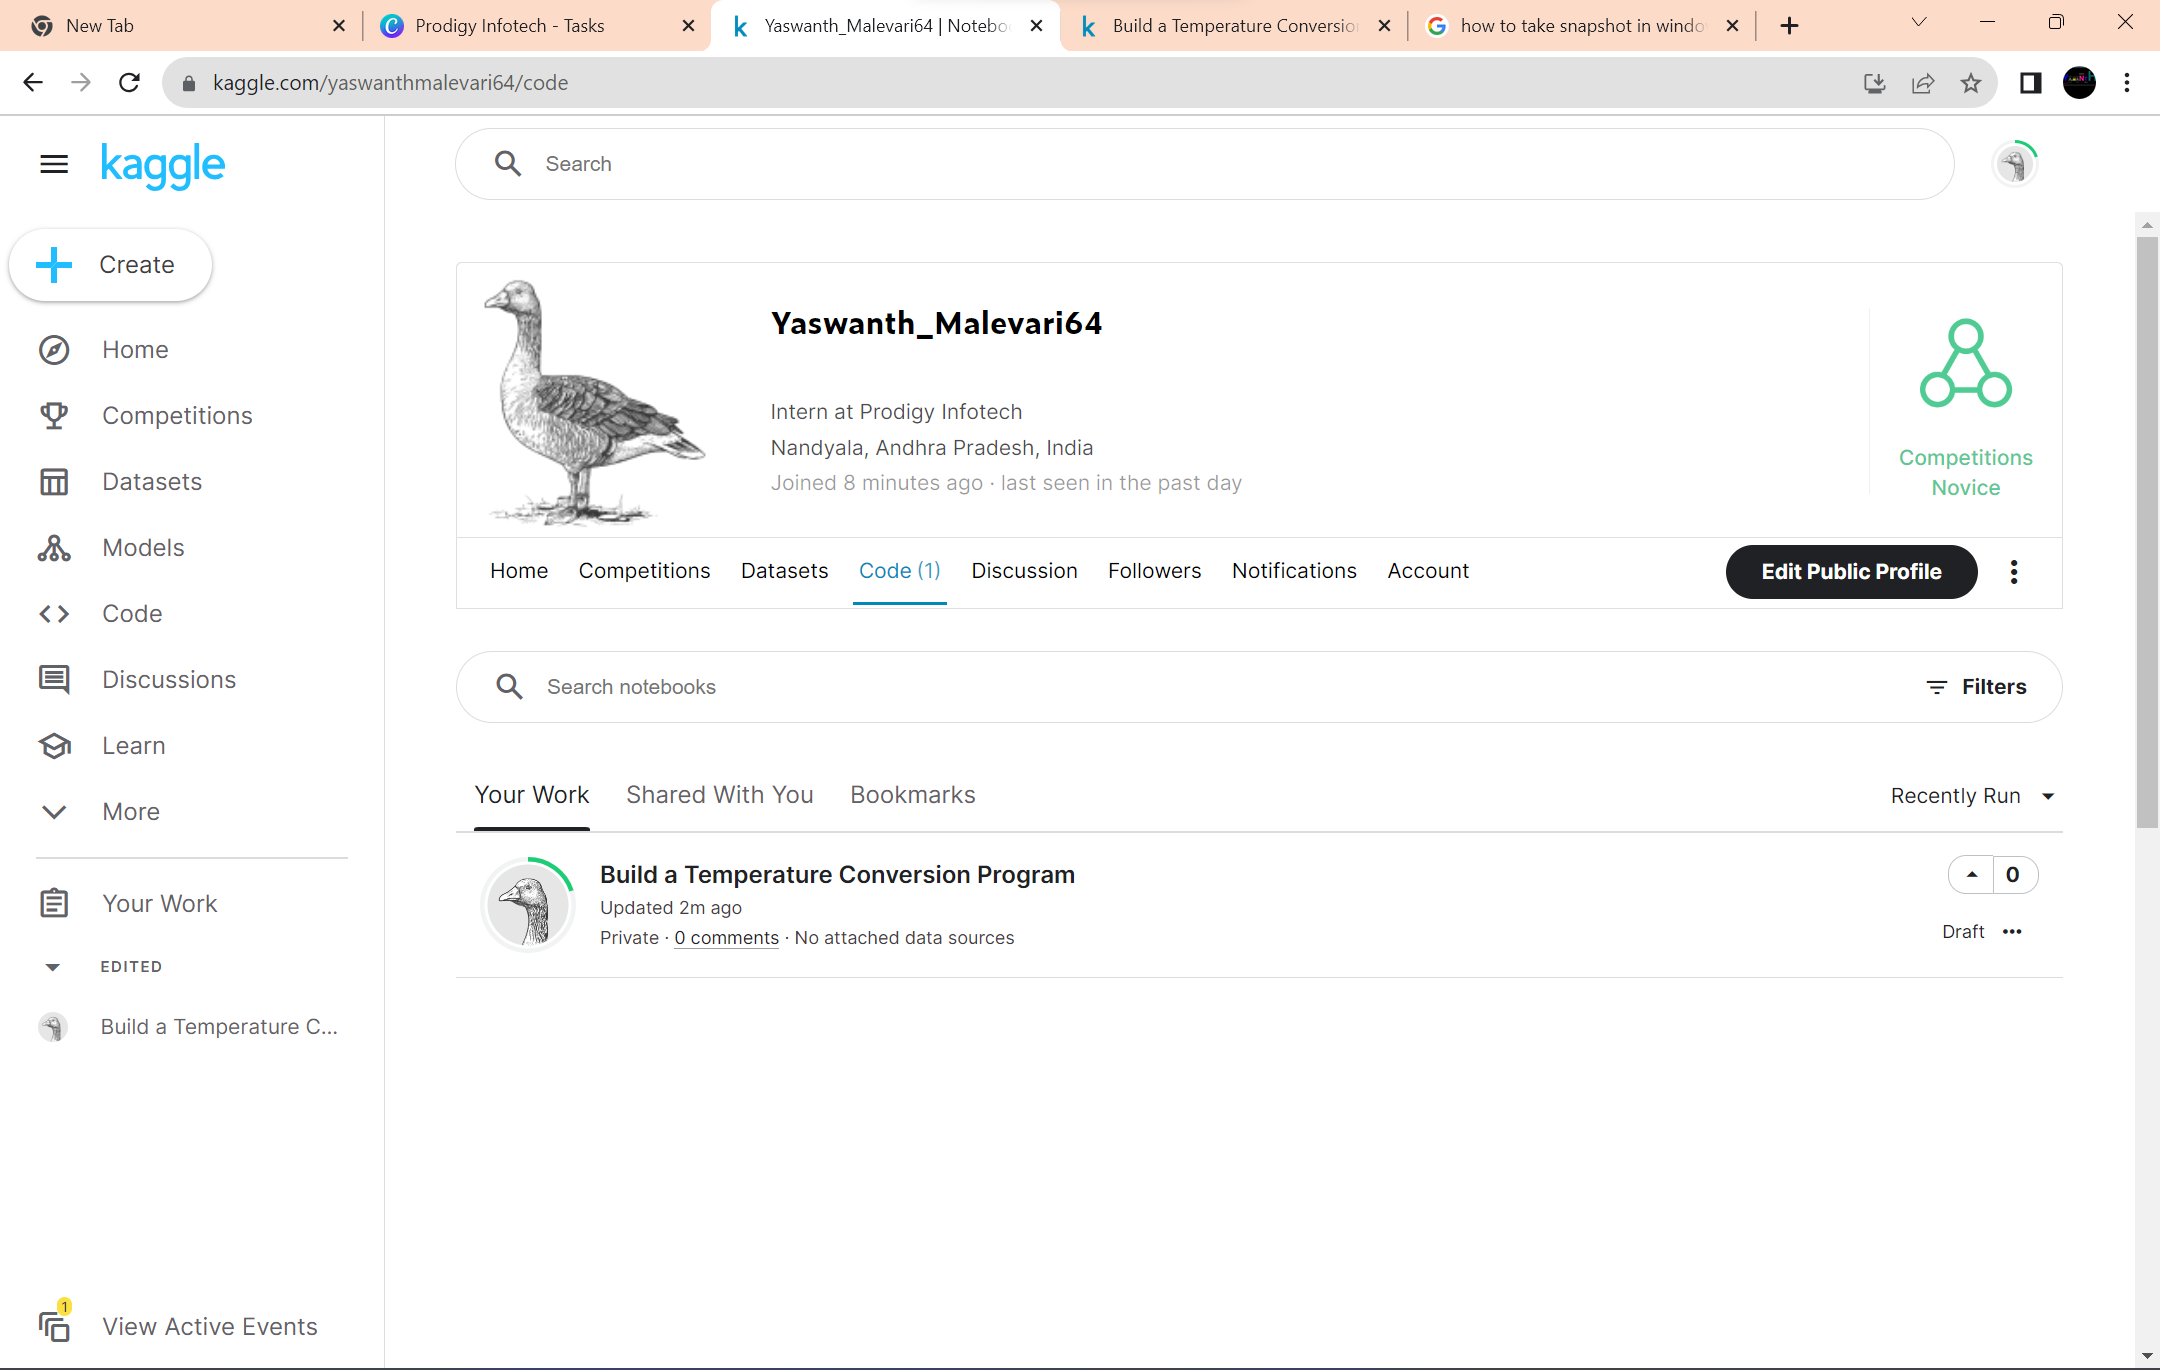 New Tab
Prodigy Infotech - Tasks
Yaswanth_Malevari64 | Notebo
Build a Temperature Conversio
how to take snapshot in windo
kaggle.com/yaswanthmalevari64/code
kaggle
Search
Create
Home
Competitions
Datasets
Models
Code
Discussions
Learn
More
Your Work
EDITED
Build a Temperature C...
1
View Active Events
Yaswanth_Malevari64
Intern at Prodigy Infotech
Nandyala, Andhra Pradesh, India
Joined 8 minutes ago · last seen in the past day
Competitions
Novice
Home Competitions Datasets Code (1) Discussion Followers Notifications Account
Edit Public Profile
Search notebooks
Filters
Your Work Shared With You Bookmarks
Recently Run
Build a Temperature Conversion Program
Updated 2m ago
Private · 0 comments · No attached data sources
0
Draft